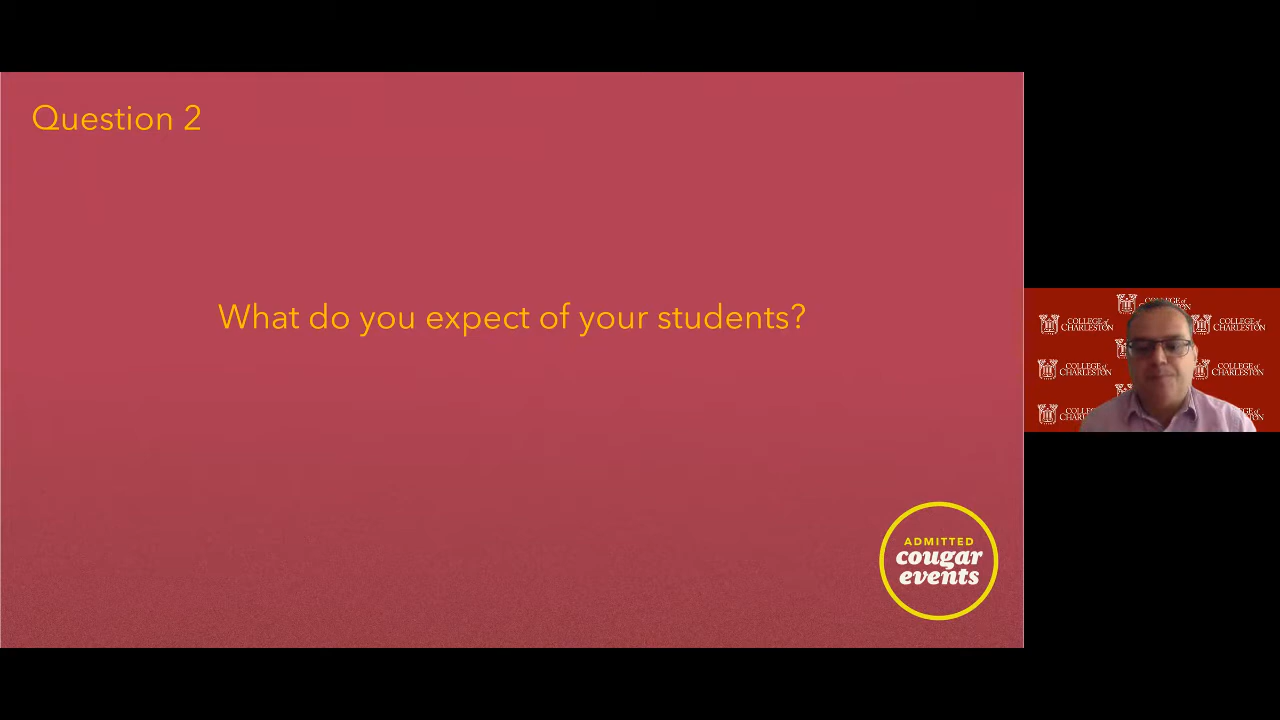 Question 2
What do you expect of your students?
COLLEGE of
COLLEGE of
CHARLESTON
COLLEGE of
CHARLESTON
COLLEGE of
CHARLESTON
COLLEGE of
CHARLESTON
ADMITTED
cougar
events